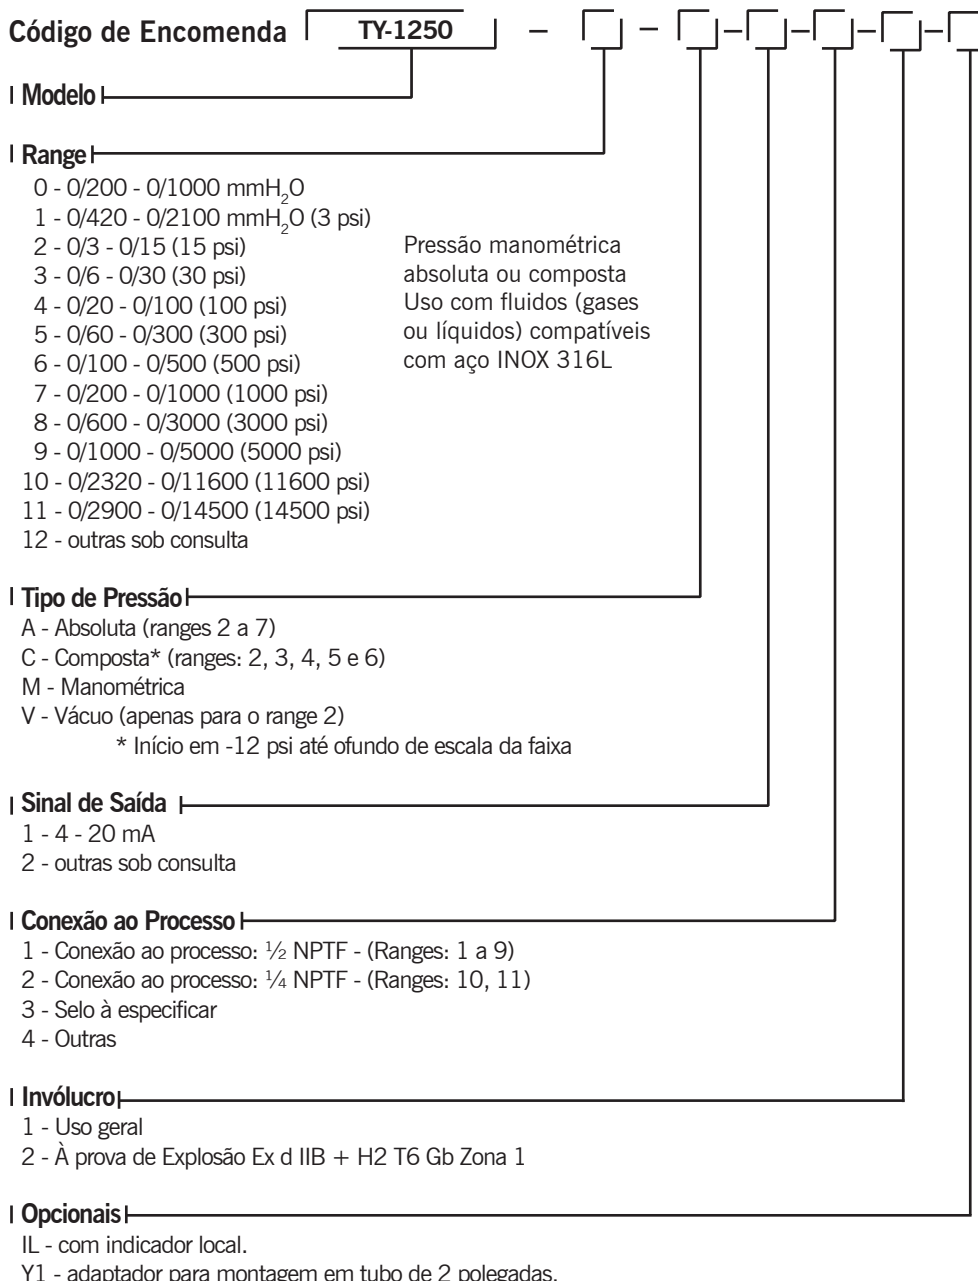 Código de Encomenda TY-1250 – – – – –
Modelo
Range
0 - 0/200 - 0/1000 mmH₂O
1 - 0/420 - 0/2100 mmH₂O (3 psi)
2 - 0/3 - 0/15 (15 psi)
3 - 0/6 - 0/30 (30 psi)
4 - 0/20 - 0/100 (100 psi)
5 - 0/60 - 0/300 (300 psi)
6 - 0/100 - 0/500 (500 psi)
7 - 0/200 - 0/1000 (1000 psi)
8 - 0/600 - 0/3000 (3000 psi)
9 - 0/1000 - 0/5000 (5000 psi)
10 - 0/2320 - 0/11600 (11600 psi)
11 - 0/2900 - 0/14500 (14500 psi)
12 - outras sob consulta
Pressão manométrica
absoluta ou composta
Uso com fluidos (gases
ou líquidos) compatíveis
com aço INOX 316L
Tipo de Pressão
A - Absoluta (ranges 2 a 7)
C - Composta* (ranges: 2, 3, 4, 5 e 6)
M - Manométrica
V - Vácuo (apenas para o range 2)
* Início em -12 psi até ofundo de escala da faixa
Sinal de Saída
1 - 4 - 20 mA
2 - outras sob consulta
Conexão ao Processo
1 - Conexão ao processo: ½ NPTF - (Ranges: 1 a 9)
2 - Conexão ao processo: ¼ NPTF - (Ranges: 10, 11)
3 - Selo à especificar
4 - Outras
Invólucro
1 - Uso geral
2 - À prova de Explosão Ex d IIB + H2 T6 Gb Zona 1
Opcionais
IL - com indicador local.
Y1 - adaptador para montagem em tubo de 2 polegadas.